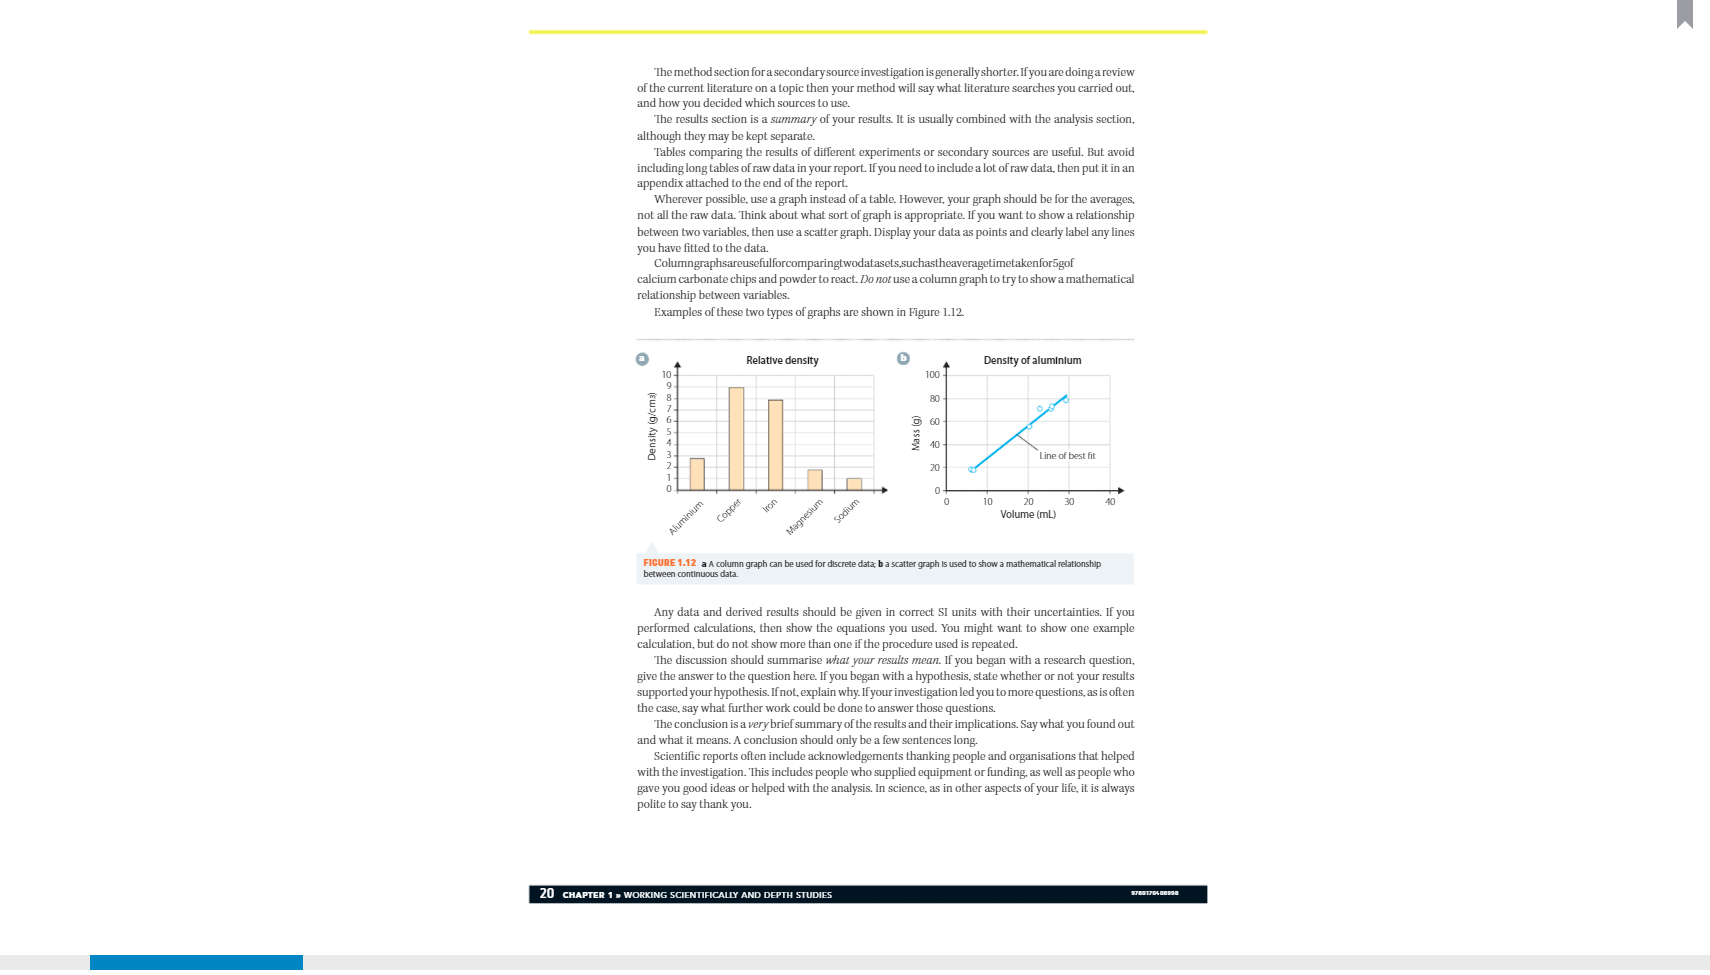 The method section for a secondary source investigation is generally shorter. If you are doing a review
of the current literature on a topic then your method will say what literature searches you carried out,
and how you decided which sources to use.
The results section is a summary of your results. It is usually combined with the analysis section,
although they may be kept separate.
Tables comparing the results of different experiments or secondary sources are useful. But avoid
including long tables of raw data in your report. If you need to include a lot of raw data, then put it in an
appendix attached to the end of the report.
Wherever possible, use a graph instead of a table. However, your graph should be for the averages,
not all the raw data. Think about what sort of graph is appropriate. If you want to show a relationship
between two variables, then use a scatter graph. Display your data as points and clearly label any lines
you have fitted to the data.
Columngraphsareusefulforcomparingtwodatasets,suchastheaveragetimetakenfor5gof
calcium carbonate chips and powder to react. Do not use a column graph to try to show a mathematical
relationship between variables.
Examples of these two types of graphs are shown in Figure 1.12.
a
Relative density
Density (g/cm3)
10
9
8
7
6
5
4
3
2
1
0
Aluminium
Copper
Iron
Magnesium
Sodium
b
Density of aluminium
Mass (g)
100
80
60
40
20
0
Line of best fit
0 10 20 30 40
Volume (mL)
FIGURE 1.12 a A column graph can be used for discrete data; b a scatter graph is used to show a mathematical relationship
between continuous data.
Any data and derived results should be given in correct SI units with their uncertainties. If you
performed calculations, then show the equations you used. You might want to show one example
calculation, but do not show more than one if the procedure used is repeated.
The discussion should summarise what your results mean. If you began with a research question,
give the answer to the question here. If you began with a hypothesis, state whether or not your results
supported your hypothesis. If not, explain why. If your investigation led you to more questions, as is often
the case, say what further work could be done to answer those questions.
The conclusion is a very brief summary of the results and their implications. Say what you found out
and what it means. A conclusion should only be a few sentences long.
Scientific reports often include acknowledgements thanking people and organisations that helped
with the investigation. This includes people who supplied equipment or funding, as well as people who
gave you good ideas or helped with the analysis. In science, as in other aspects of your life, it is always
polite to say thank you.
20 CHAPTER 1 » WORKING SCIENTIFICALLY AND DEPTH STUDIES
9780170408998